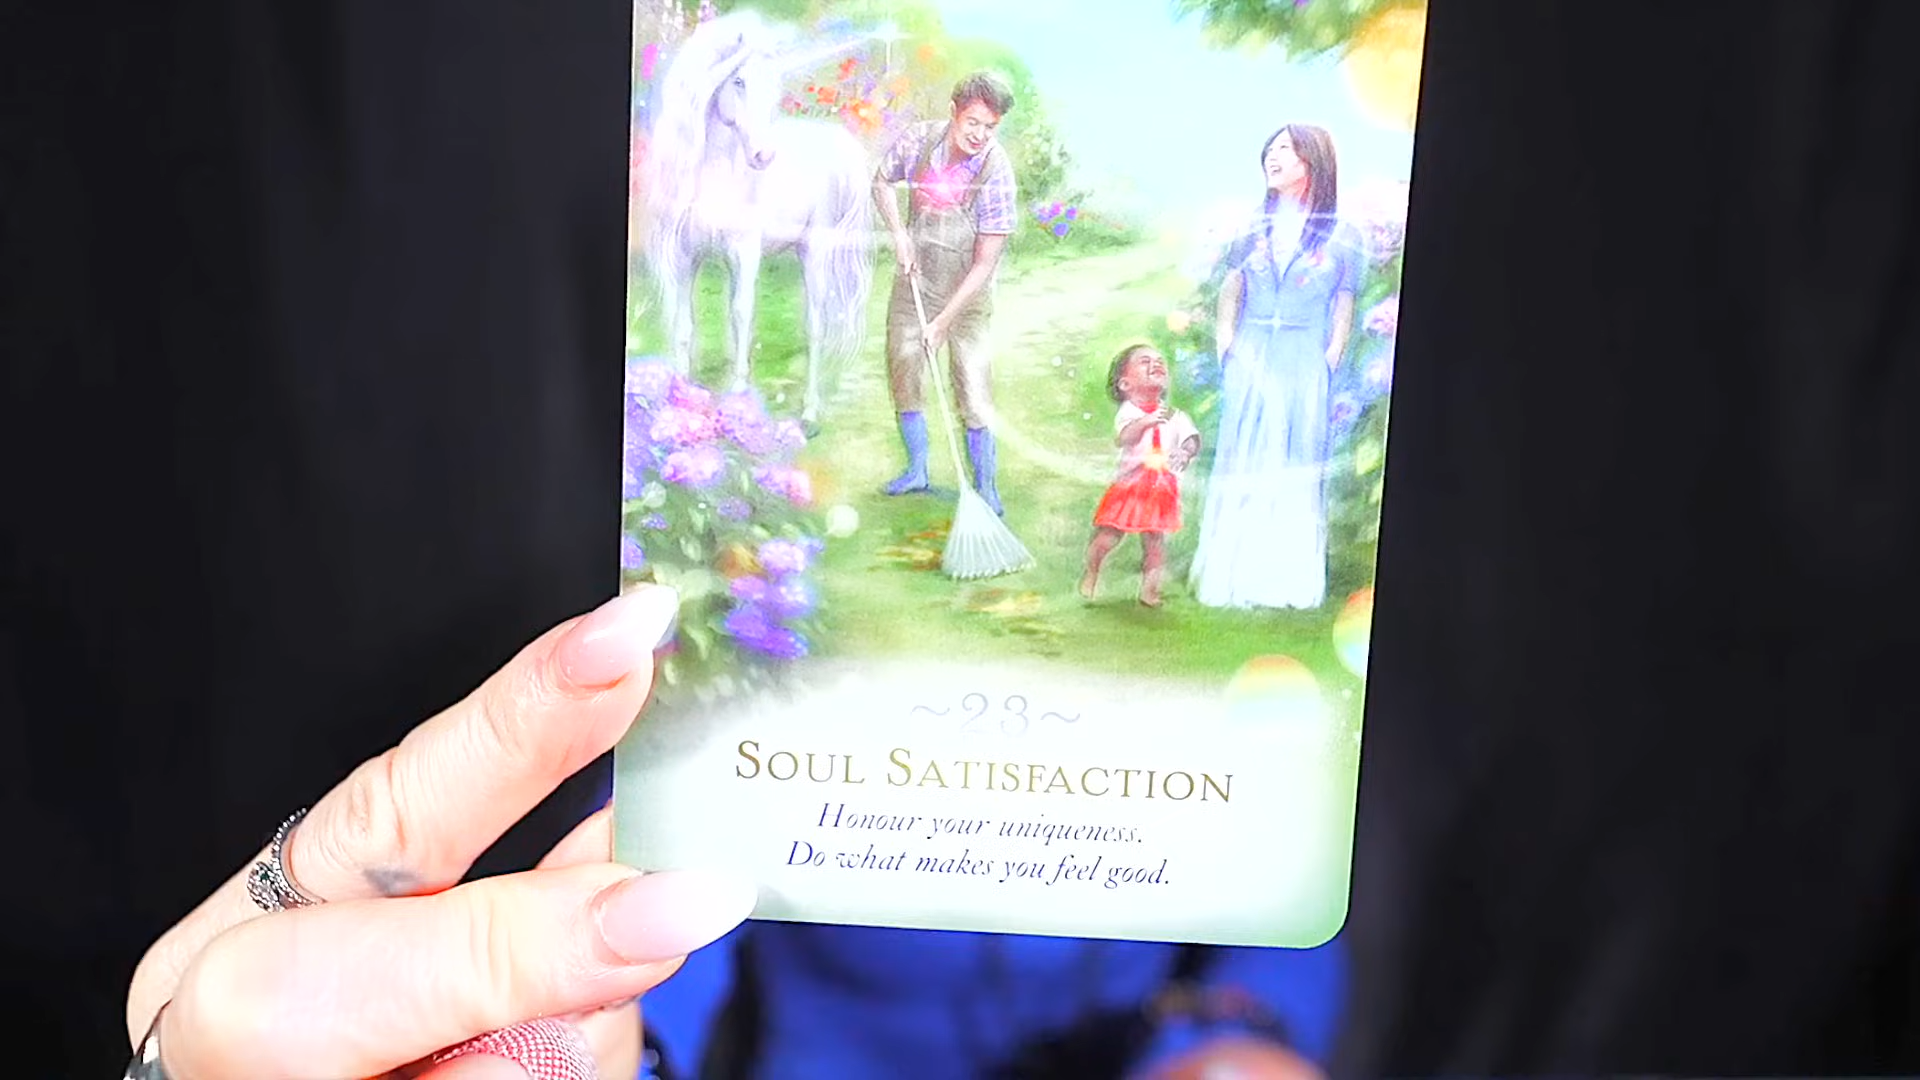 ~23~
SOUL SATISFACTION
Honour your uniqueness.
Do what makes you feel good.